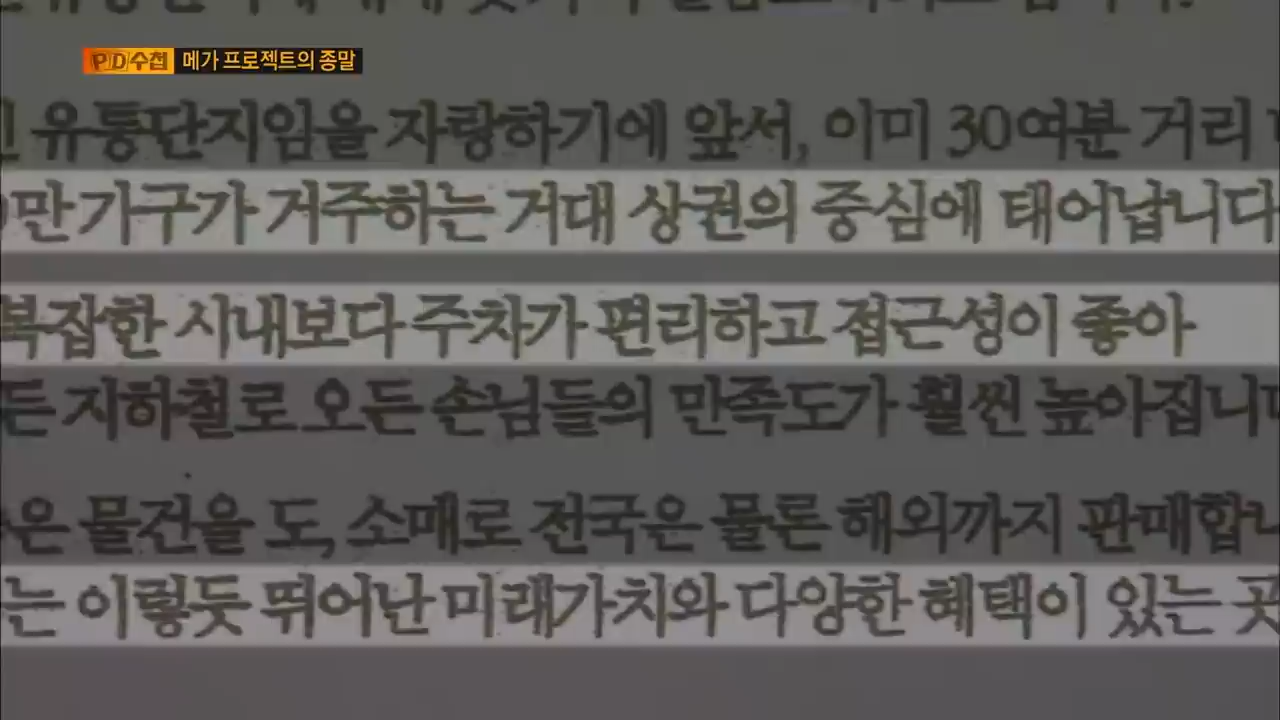 PD수첩 메가 프로젝트의 종말
유통단지임을 자랑하기에 앞서, 이미 30여분 거리
만 가구가 거주하는 거대 상권의 중심에 태어납니다
복잡한 시내보다 주차가 편리하고 접근성이 좋아
든 지하철로 오든 손님들의 만족도가 훨씬 높아집니다
은 물건을 도, 소매로 전국은 물론 해외까지 판매합니
는 이렇듯 뛰어난 미래가치와 다양한 혜택이 있는 곳